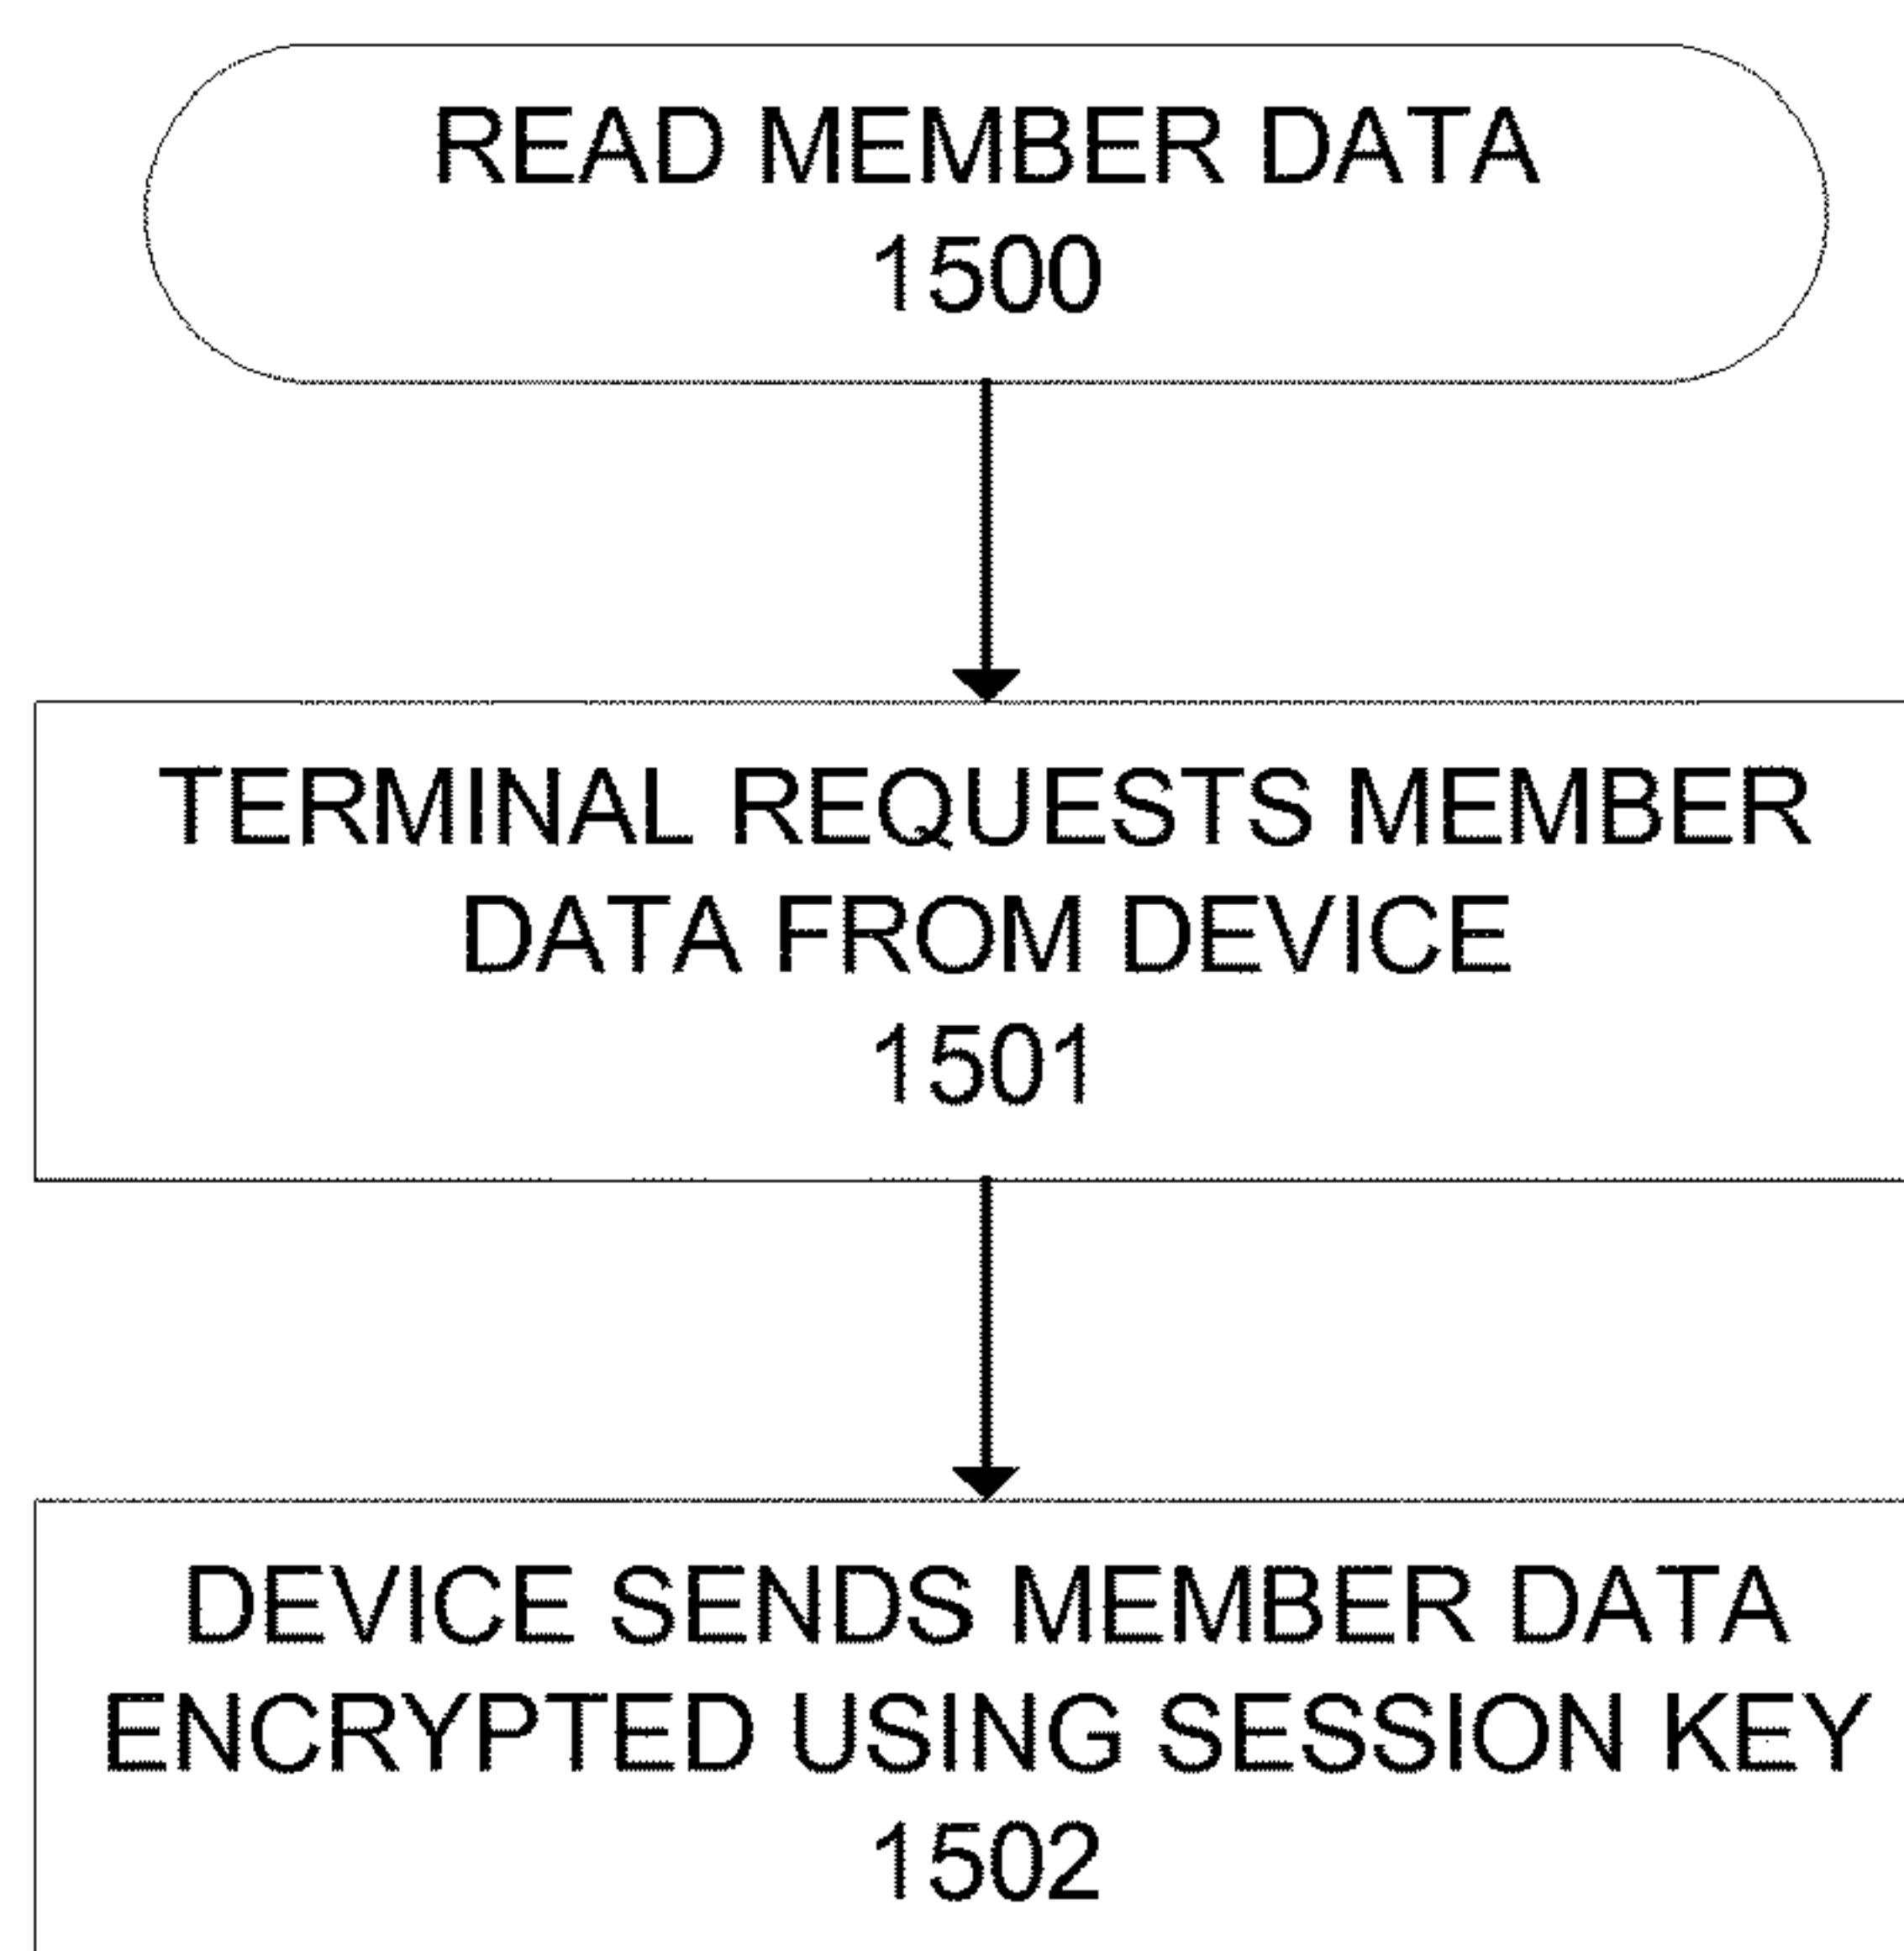 READ MEMBER DATA
1500
TERMINAL REQUESTS MEMBER
DATA FROM DEVICE
1501
DEVICE SENDS MEMBER DATA
ENCRYPTED USING SESSION KEY
1502